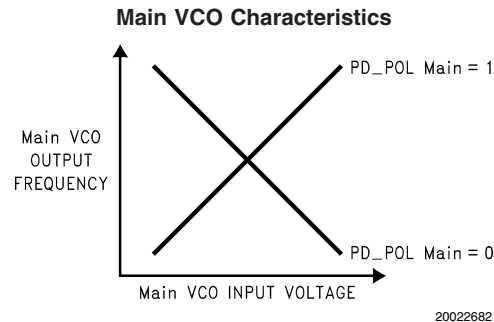 Main VCO Characteristics
PD_POL Main = 1
Main VCO
OUTPUT
FREQUENCY
PD_POL Main = 0
Main VCO INPUT VOLTAGE
20022682